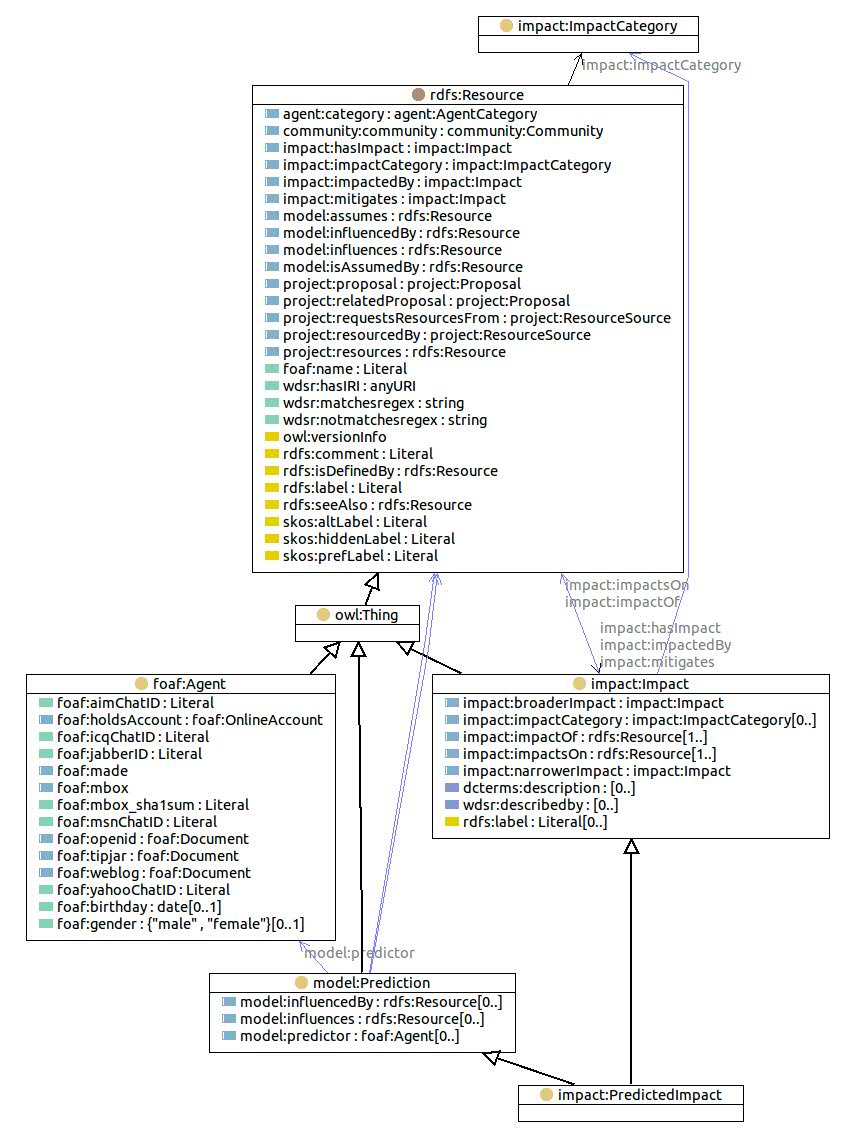 impact:ImpactCategory
impact:ImpactCategory
rdfs:Resource
agent:category : agent:AgentCategory
community:community : community:Community
impact:hasImpact : impact:Impact
impact:impactCategory : impact:ImpactCategory
impact:impactedBy : impact:Impact
impact:mitigates : impact:Impact
model:assumes : rdfs:Resource
model:influencedBy : rdfs:Resource
model:influences : rdfs:Resource
model:isAssumedBy : rdfs:Resource
project:proposal : project:Proposal
project:relatedProposal : project:Proposal
project:requestsResourcesFrom : project:ResourceSource
project:resourcedBy : project:ResourceSource
project:resources : rdfs:Resource
foaf:name : Literal
wdsr:hasIRI : anyURI
wdsr:matchesregex : string
wdsr:notmatchesregex : string
owl:versionInfo
rdfs:comment : Literal
rdfs:isDefinedBy : rdfs:Resource
rdfs:label : Literal
rdfs:seeAlso : rdfs:Resource
skos:altLabel : Literal
skos:hiddenLabel : Literal
skos:prefLabel : Literal
impact:impactsOn
impact:impactOf
owl:Thing
impact:hasImpact
impact:impactedBy
impact:mitigates
foaf:Agent
foaf:aimChatID : Literal
foaf:holdsAccount : foaf:OnlineAccount
foaf:icqChatID : Literal
foaf:jabberID : Literal
foaf:made
foaf:mbox
foaf:mbox_sha1sum : Literal
foaf:msnChatID : Literal
foaf:openid : foaf:Document
foaf:tipjar : foaf:Document
foaf:weblog : foaf:Document
foaf:yahooChatID : Literal
foaf:birthday : date[0..1]
foaf:gender : {"male" , "female"}[0..1]
impact:Impact
impact:broaderImpact : impact:Impact
impact:impactCategory : impact:ImpactCategory[0..]
impact:impactOf : rdfs:Resource[1..]
impact:impactsOn : rdfs:Resource[1..]
impact:narrowerImpact : impact:Impact
dcterms:description : [0..]
wdsr:describedby : [0..]
rdfs:label : Literal[0..]
model:predictor
model:Prediction
model:influencedBy : rdfs:Resource[0..]
model:influences : rdfs:Resource[0..]
model:predictor : foaf:Agent[0..]
impact:PredictedImpact